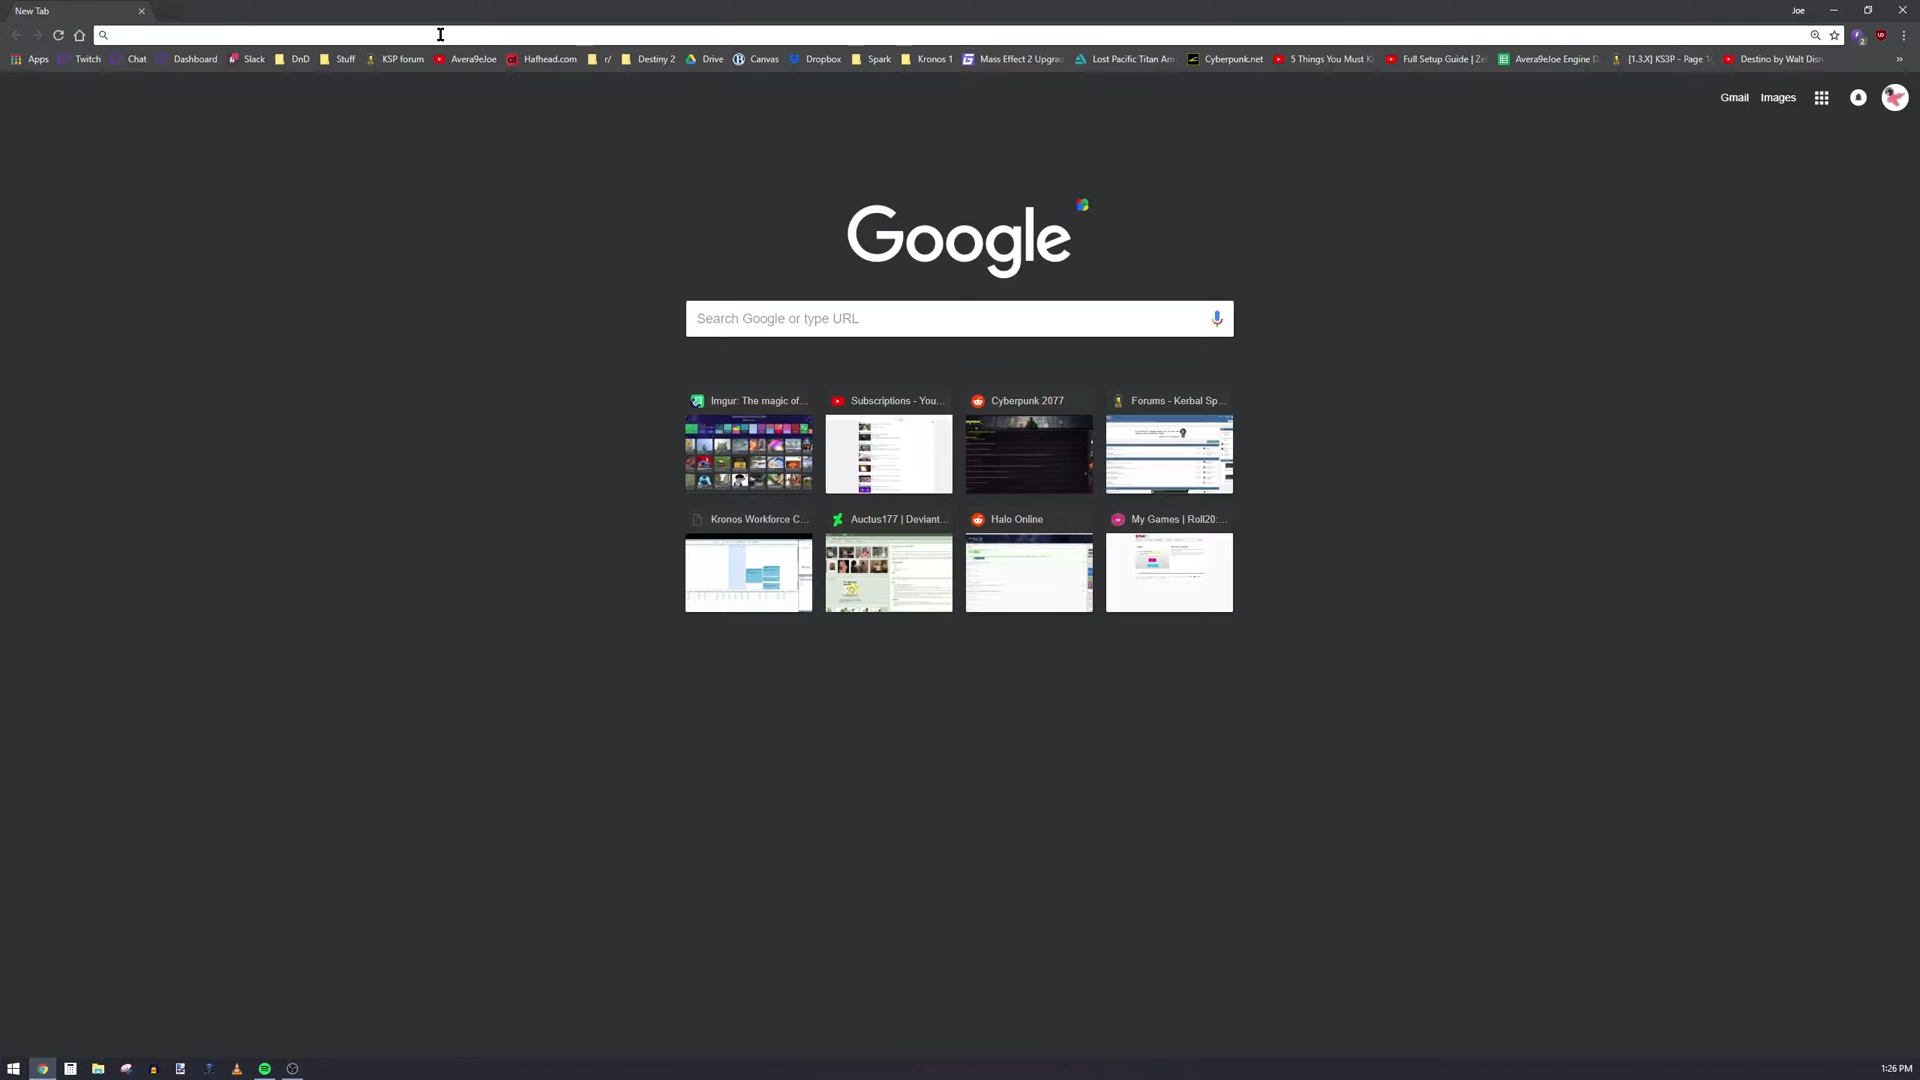 New Tab
Joe
Apps Twitch Chat Dashboard Slack DnD Stuff KSP forum Avera9eJoe Hafhead.com r/ Destiny 2 Drive Canvas Dropbox Spark Kronos 1 Mass Effect 2 Upgra Lost Pacific Titan Arm Cyberpunk.net 5 Things You Must K Full Setup Guide | Ze Avera9eJoe Engine D [1.3.X] KS3P - Page 1 Destino by Walt Disn »
Gmail Images
Google
Search Google or type URL
Imgur: The magic of... Subscriptions - You... Cyberpunk 2077 Forums - Kerbal Sp...
Kronos Workforce C... Auctus177 | Deviant... Halo Online My Games | Roll20:...
1:26 PM